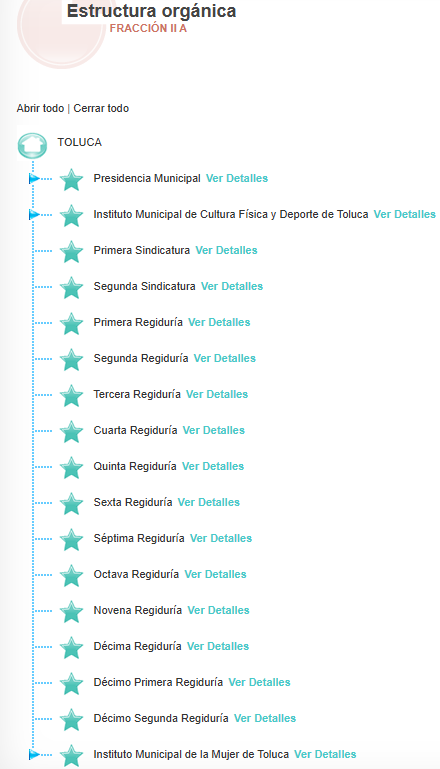 Estructura orgánica
FRACCIÓN II A
Abrir todo | Cerrar todo
TOLUCA
Presidencia Municipal Ver Detalles
Instituto Municipal de Cultura Física y Deporte de Toluca Ver Detalles
Primera Sindicatura Ver Detalles
Segunda Sindicatura Ver Detalles
Primera Regiduría Ver Detalles
Segunda Regiduría Ver Detalles
Tercera Regiduría Ver Detalles
Cuarta Regiduría Ver Detalles
Quinta Regiduría Ver Detalles
Sexta Regiduría Ver Detalles
Séptima Regiduría Ver Detalles
Octava Regiduría Ver Detalles
Novena Regiduría Ver Detalles
Décima Regiduría Ver Detalles
Décimo Primera Regiduría Ver Detalles
Décimo Segunda Regiduría Ver Detalles
Instituto Municipal de la Mujer de Toluca Ver Detalles